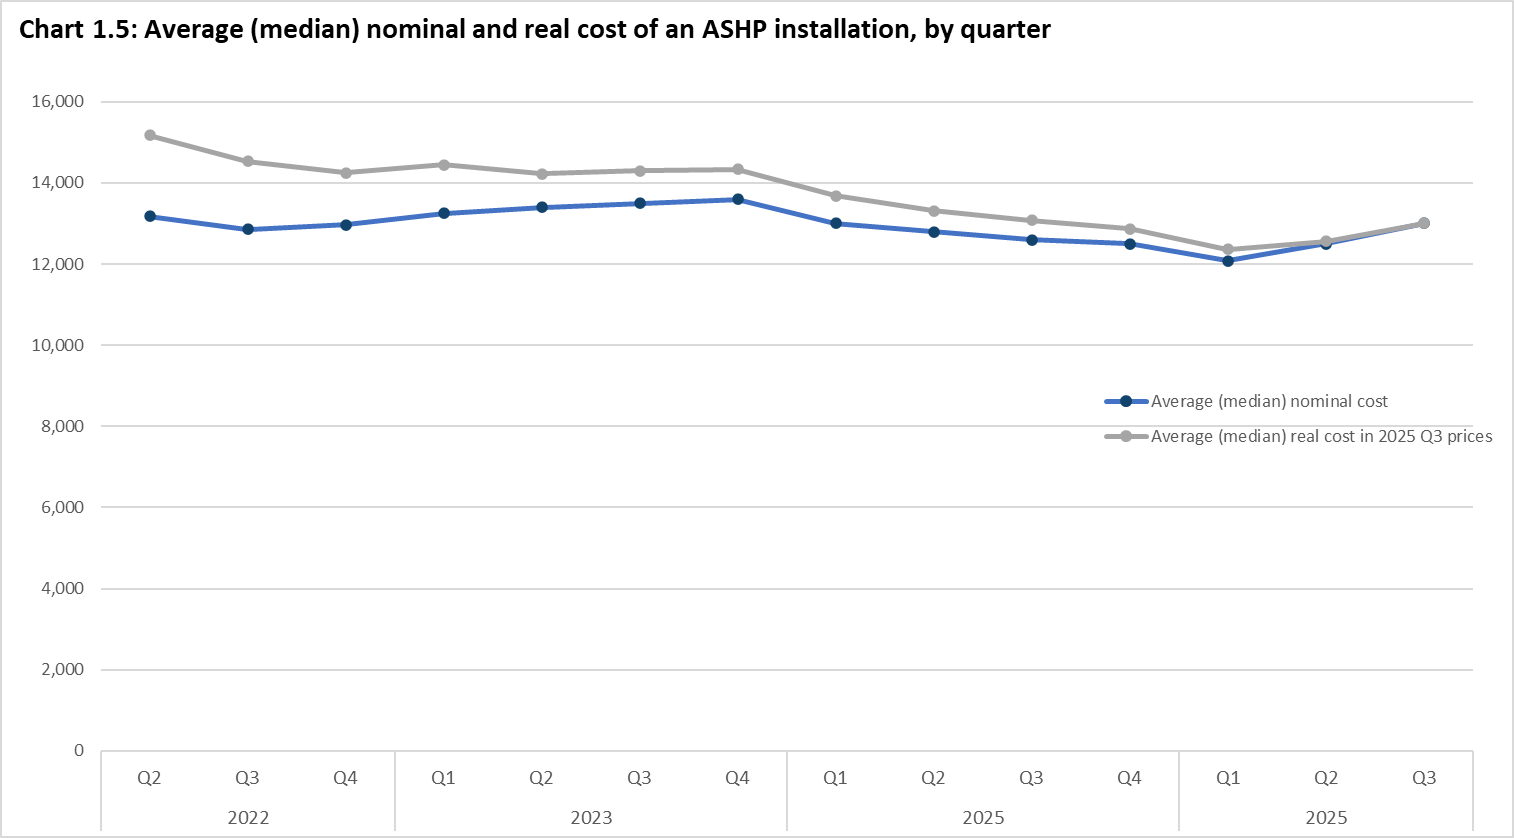 Chart 1.5: Average (median) nominal and real cost of an ASHP installation, by quarter
16,000
14,000
12,000
10,000
8,000
6,000
4,000
2,000
0
Average (median) nominal cost
Average (median) real cost in 2025 Q3 prices
Q2 Q3 Q4 Q1 Q2 Q3 Q4 Q1 Q2 Q3 Q4 Q1 Q2 Q3
2022 2023 2025 2025